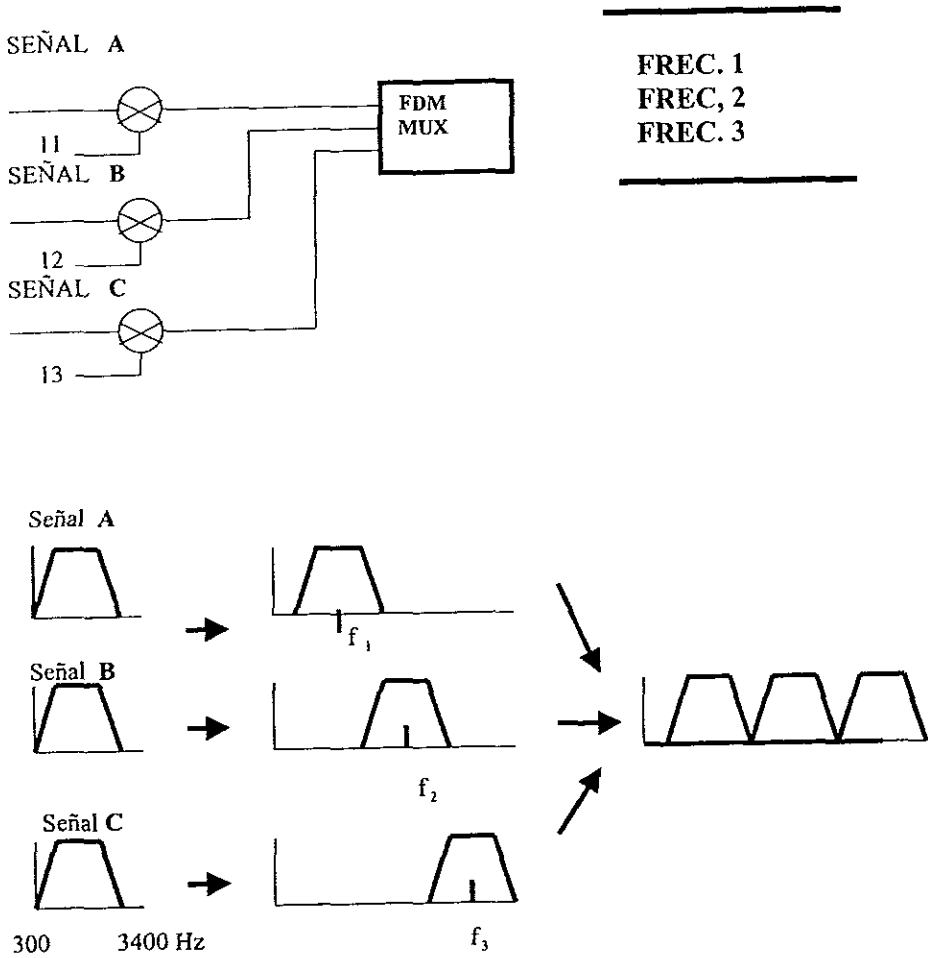 SEÑAL A
FDM
MUX
11
SEÑAL B
12
SEÑAL C
13
FREC. 1
FREC, 2
FREC. 3
Señal A
f₁
Señal B
f₂
Señal C
300 3400 Hz
f₃